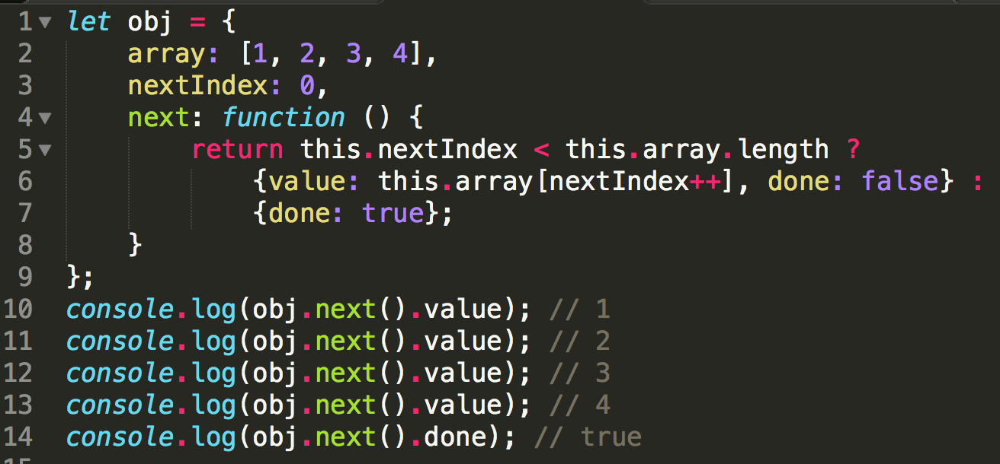 1 let obj = {
2 array: [1, 2, 3, 4],
3 nextIndex: 0,
4 next: function () {
5 return this.nextIndex < this.array.length ?
6 {value: this.array[nextIndex++], done: false} :
7 {done: true};
8 }
9 };
10 console.log(obj.next().value); // 1
11 console.log(obj.next().value); // 2
12 console.log(obj.next().value); // 3
13 console.log(obj.next().value); // 4
14 console.log(obj.next().done); // true